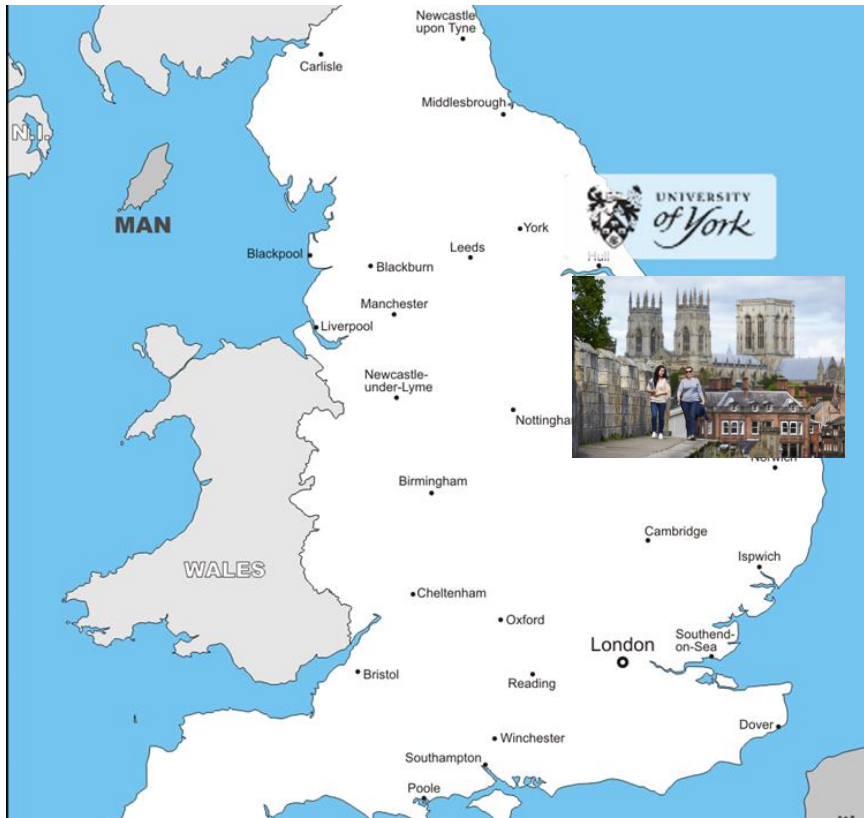 Newcastle
upon Tyne
Carlisle
Middlesbrough
N.I.
MAN
UNIVERSITY
of York
York
Leeds
Hull
Blackpool
Blackburn
Manchester
Liverpool
Newcastle-
under-Lyme
Nottingham
Norwich
Birmingham
Cambridge
Ispwich
WALES
Cheltenham
Oxford
London
Southend-
on-Sea
Bristol
Reading
Dover
Winchester
Southampton
Poole